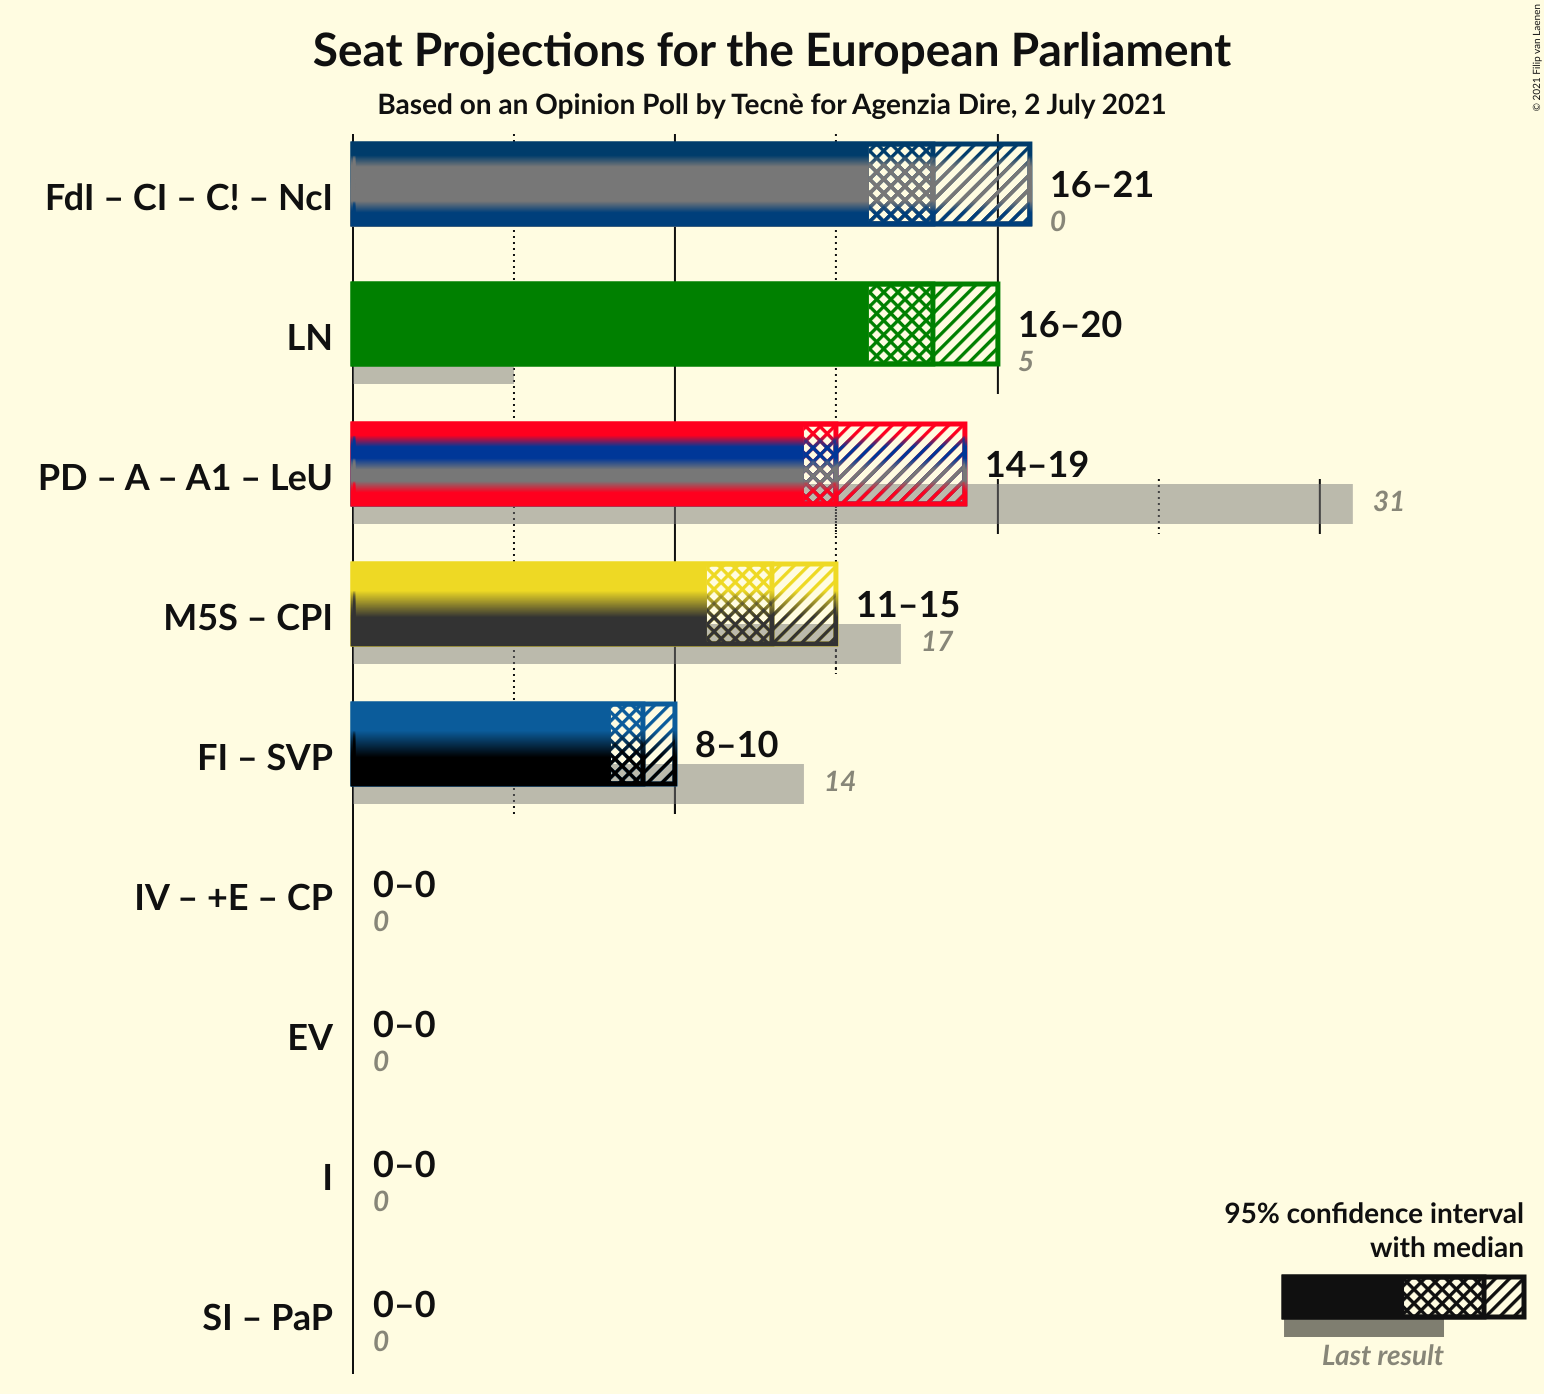 Seat Projections for the European Parliament
Based on an Opinion Poll by Tecnè for Agenzia Dire, 2 July 2021
© 2021 Filip van Laenen
FdI – CI – C! – NcI
16–21
0
LN
16–20
5
PD – A – A1 – LeU
14–19
31
M5S – CPI
11–15
17
FI – SVP
8–10
14
IV – +E – CP
0–0
0
EV
0–0
0
I
0–0
0
SI – PaP
0–0
0
95% confidence interval
with median
Last result